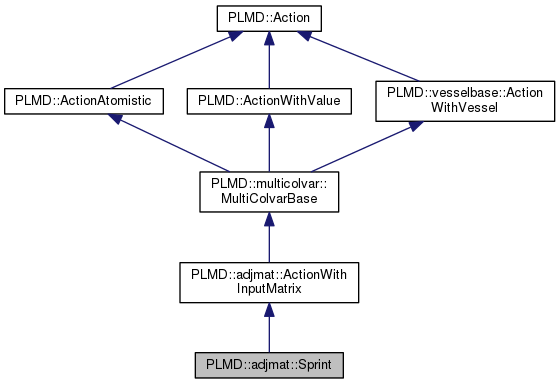 PLMD::Action
PLMD::ActionAtomistic
PLMD::ActionWithValue
PLMD::vesselbase::Action
WithVessel
PLMD::multicolvar::
MultiColvarBase
PLMD::adjmat::ActionWith
InputMatrix
PLMD::adjmat::Sprint